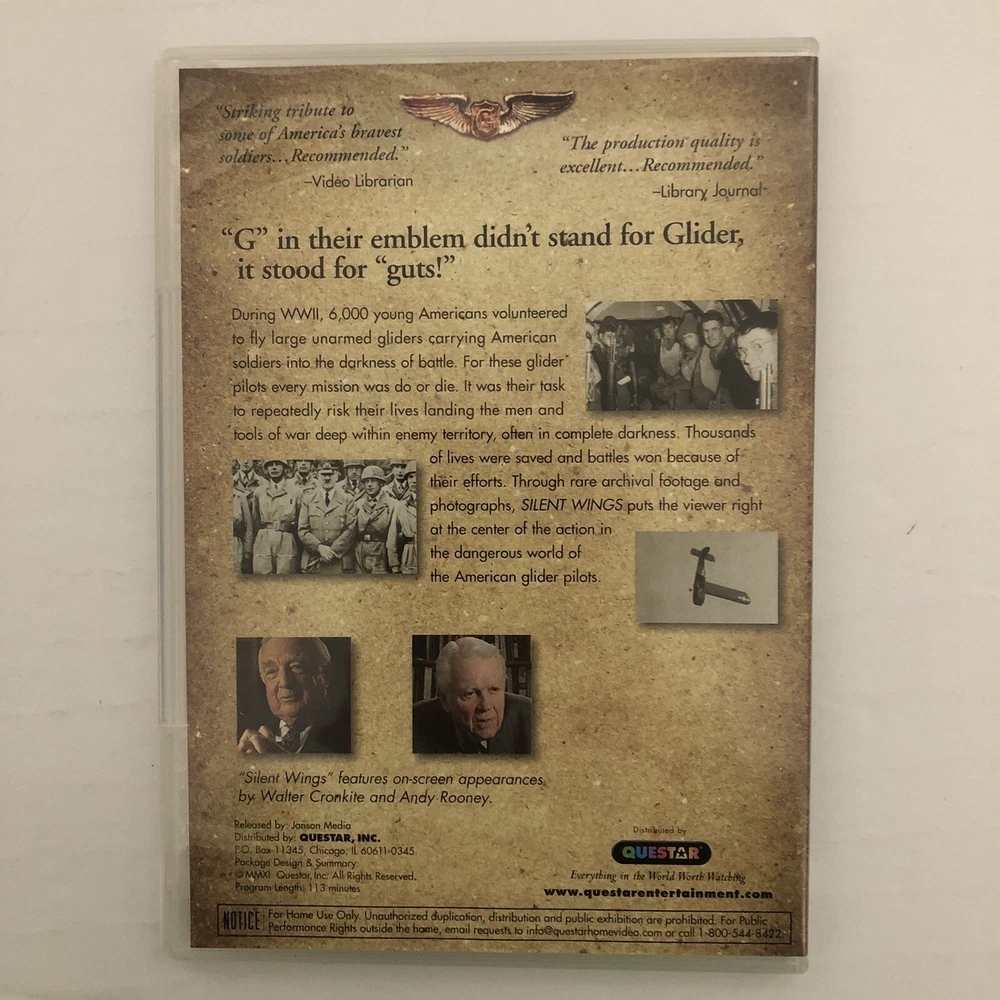 “Striking tribute to
some of America’s bravest
soldiers…Recommended.”
–Video Librarian
G
“The production quality is
excellent…Recommended.”
–Library Journal
“G” in their emblem didn’t stand for Glider,
it stood for “guts!”
During WWII, 6,000 young Americans volunteered
to fly large unarmed gliders carrying American
soldiers into the darkness of battle. For these glider
pilots every mission was do or die. It was their task
to repeatedly risk their lives landing the men and
tools of war deep within enemy territory, often in complete darkness. Thousands
of lives were saved and battles won because of
their efforts. Through rare archival footage and
photographs, SILENT WINGS puts the viewer right
at the center of the action in
the dangerous world of
the American glider pilots.
“Silent Wings” features on-screen appearances
by Walter Cronkite and Andy Rooney.
Released by: Janson Media
Distributed by: QUESTAR, INC.
P.O. Box 11345, Chicago, IL 60611-0345
Package Design & Summary:
© MMXI Questar, Inc. All Rights Reserved.
Program Length: 113 minutes
Distributed by
QUESTAR
Everything in the World Worth Watching
www.questarentertainment.com
NOTICE
For Home Use Only. Unauthorized duplication, distribution and public exhibition are prohibited. For Public
Performance Rights outside the home, email requests to info@questarhomevideo.com or call 1-800-544-8422.